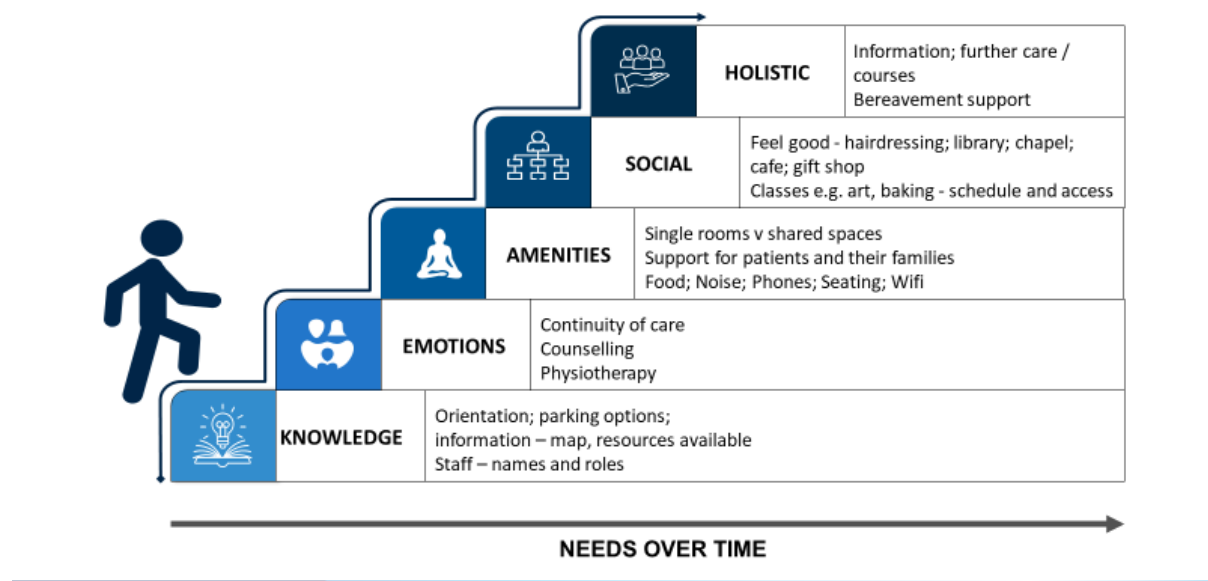 HOLISTIC
Information; further care /
courses
Bereavement support
SOCIAL
Feel good - hairdressing; library; chapel;
cafe; gift shop
Classes e.g. art, baking - schedule and access
AMENITIES
Single rooms v shared spaces
Support for patients and their families
Food; Noise; Phones; Seating; Wifi
EMOTIONS
Continuity of care
Counselling
Physiotherapy
KNOWLEDGE
Orientation; parking options;
information – map, resources available
Staff – names and roles
NEEDS OVER TIME